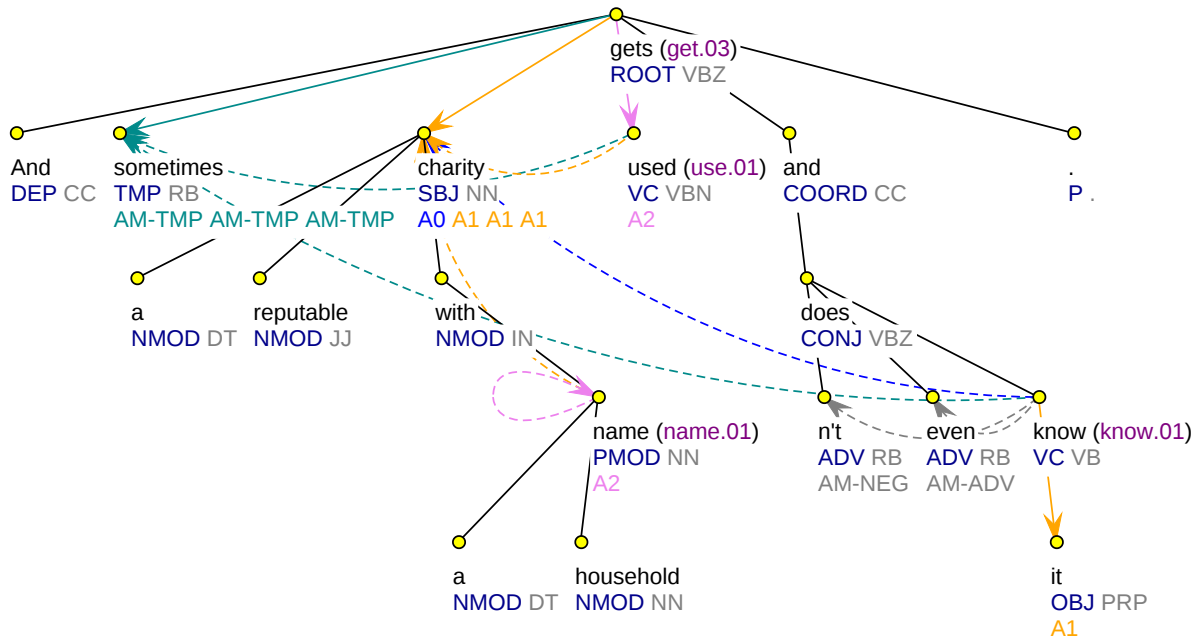 gets (get.03)
ROOT VBZ
And
DEP CC
sometimes
TMP RB
AM-TMP AM-TMP AM-TMP
charity
SBJ NN
A0 A1 A1 A1
used (use.01)
VC VBN
A2
and
COORD CC
.
P .
a
NMOD DT
reputable
NMOD JJ
with
NMOD IN
does
CONJ VBZ
name (name.01)
PMOD NN
A2
n't
ADV RB
AM-NEG
even
ADV RB
AM-ADV
know (know.01)
VC VB
a
NMOD DT
household
NMOD NN
it
OBJ PRP
A1